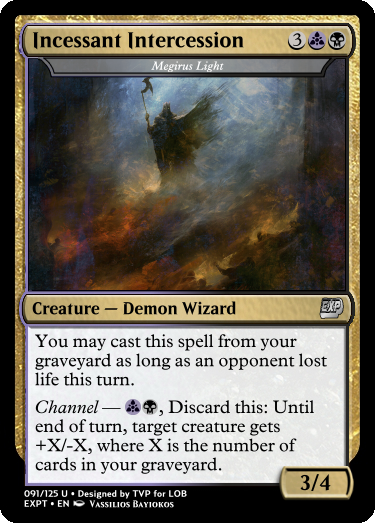 Incessant Intercession 3
Megirus Light
Creature — Demon Wizard
EXP
You may cast this spell from your
graveyard as long as an opponent lost
life this turn.
Channel — , Discard this: Until
end of turn, target creature gets
+X/-X, where X is the number of
cards in your graveyard.
3/4
091/125 U • Designed by TVP for LOB
EXPT • EN Vassilios Bayiokos